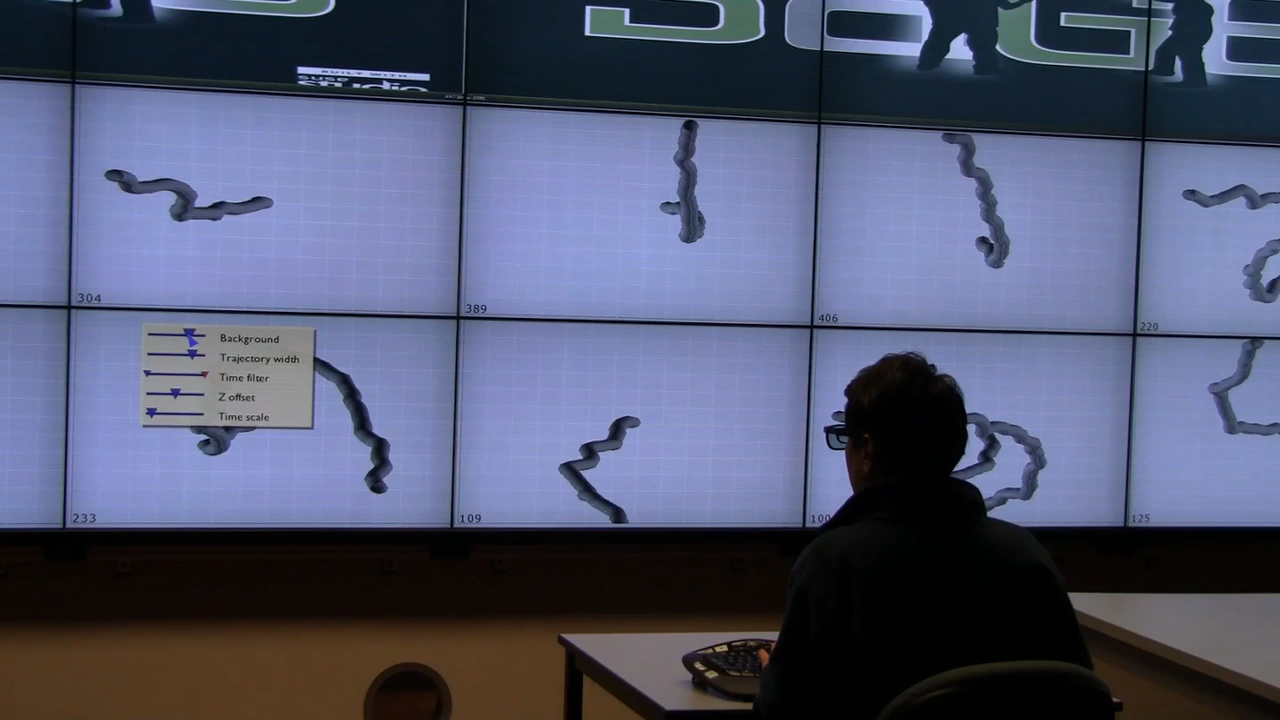 SAGE
BUILT WITH
suse
studio
304
389
406
220
Background
Trajectory width
Time filter
Z offset
Time scale
233
109
100
125